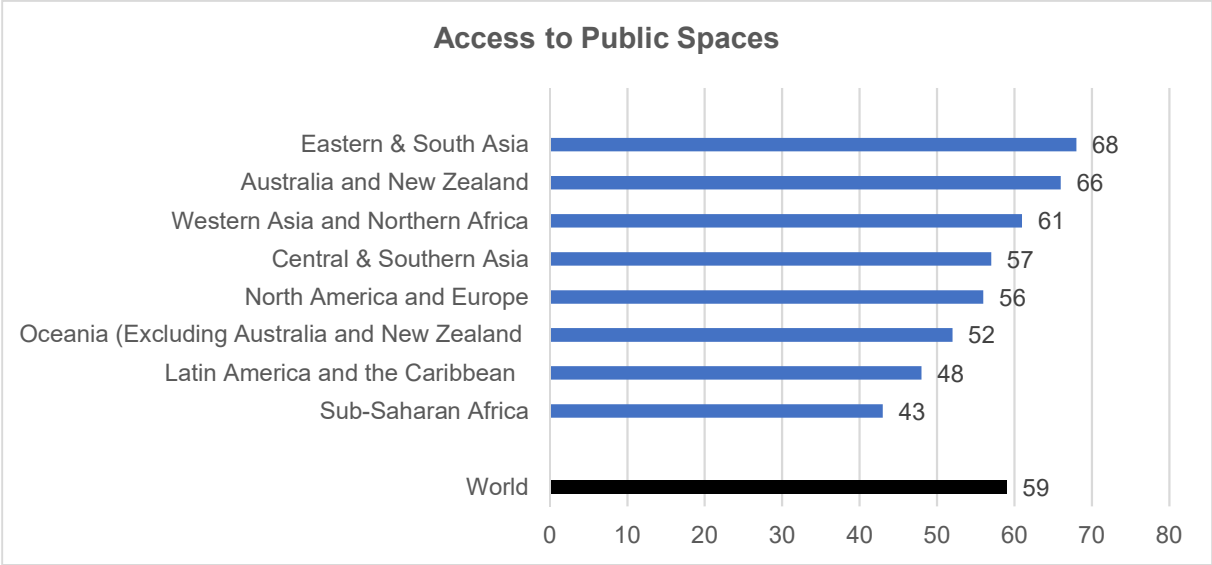 Access to Public Spaces
Eastern & South Asia 68
Australia and New Zealand 66
Western Asia and Northern Africa 61
Central & Southern Asia 57
North America and Europe 56
Oceania (Excluding Australia and New Zealand 52
Latin America and the Caribbean 48
Sub-Saharan Africa 43
World 59
0 10 20 30 40 50 60 70 80